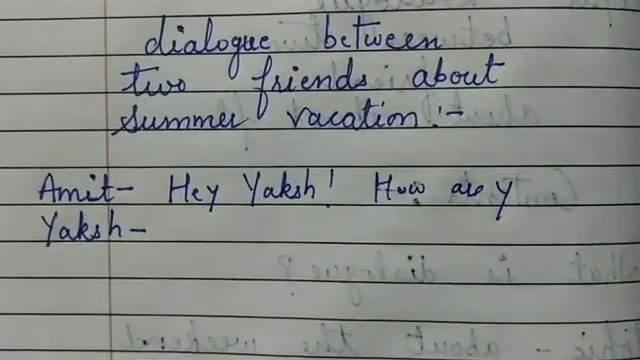 dialogue between
two friends about
summer vacation :-
Amit- Hey Yaksh! How are y
Yaksh-